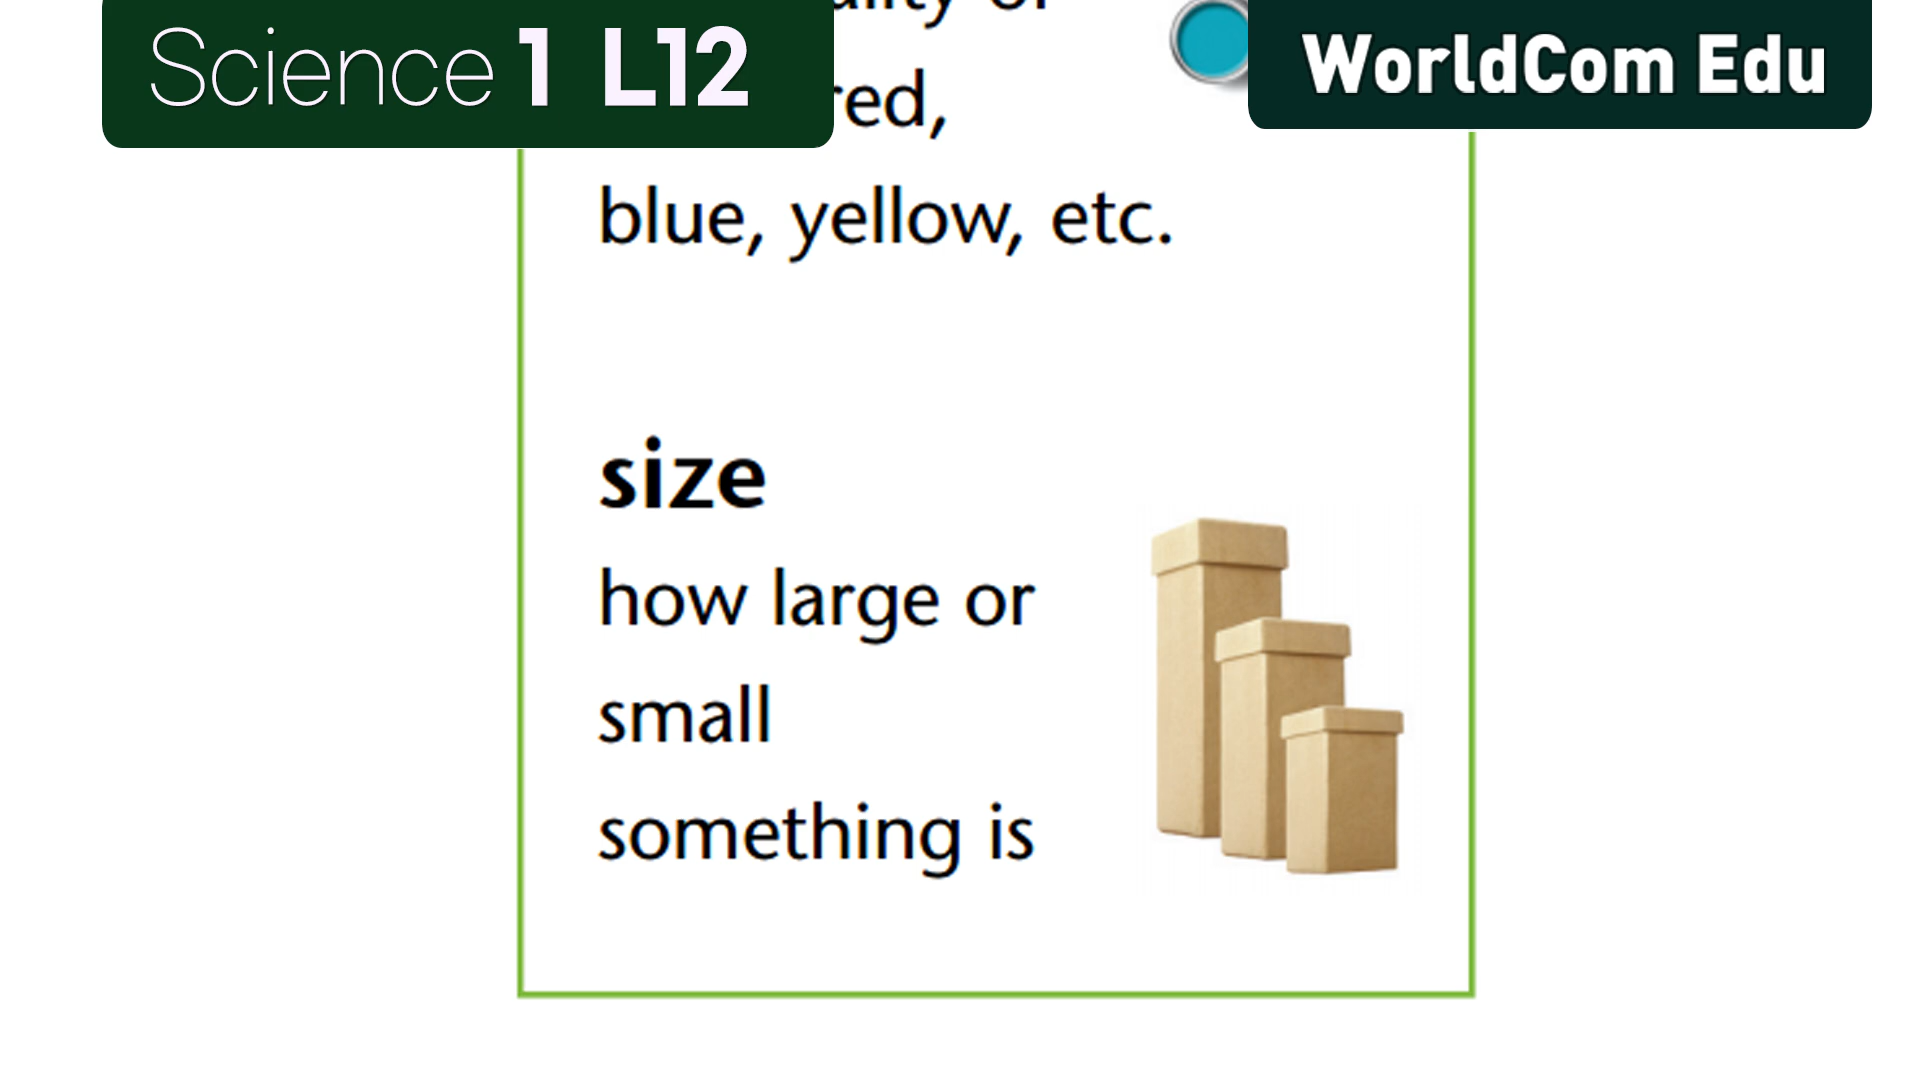 Science 1 L12
WorldCom Edu
red,
blue, yellow, etc.
size
how large or
small
something is